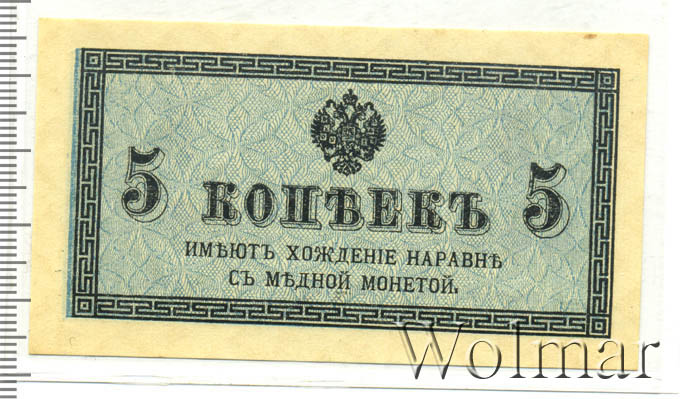 5 КОПѢЕКЪ 5
ИМѢЮТЪ ХОЖДЕНІЕ НАРАВНѢ
СЪ МѢДНОЙ МОНЕТОЙ.
Wolmar